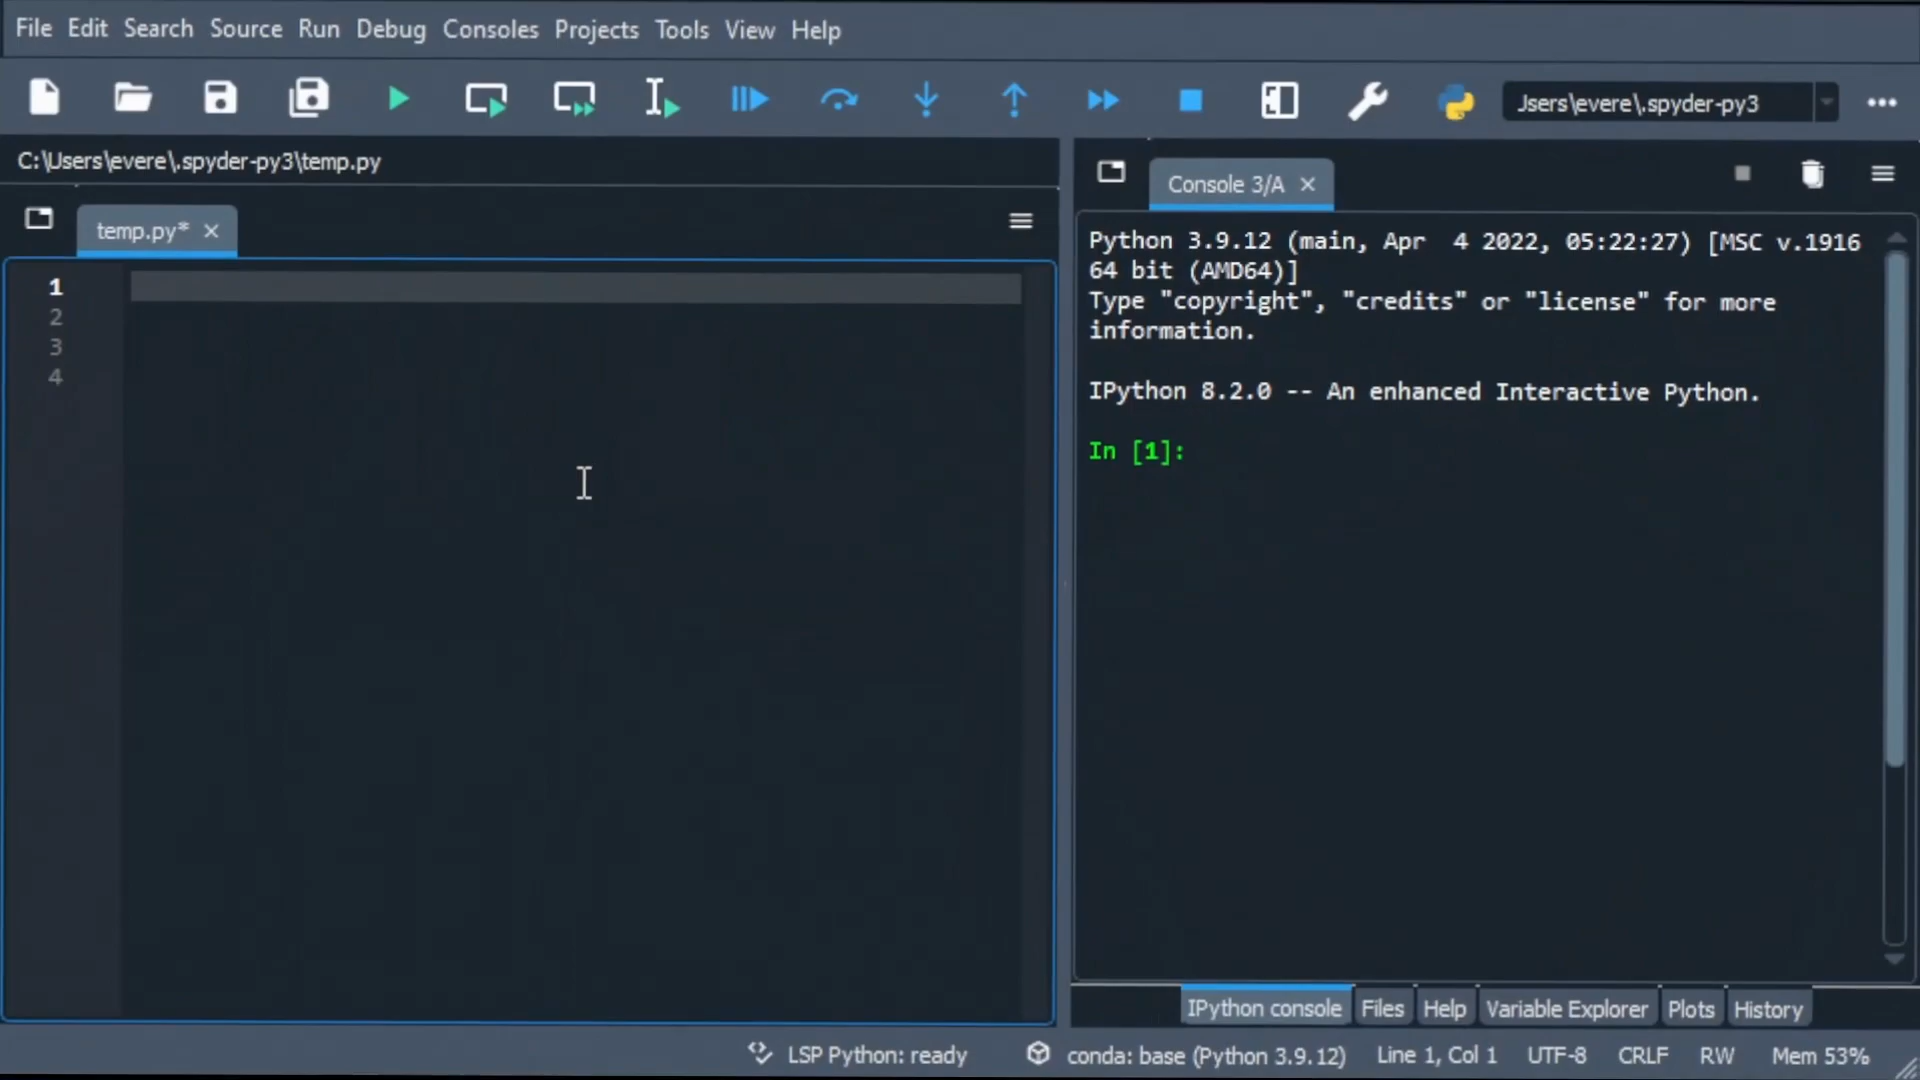 File Edit Search Source Run Debug Consoles Projects Tools View Help
Jsers\evere\.spyder-py3
C:\Users\evere\.spyder-py3\temp.py
temp.py*
1
2
3
4
Console 3/A
Python 3.9.12 (main, Apr  4 2022, 05:22:27) [MSC v.1916
64 bit (AMD64)]
Type "copyright", "credits" or "license" for more
information.
IPython 8.2.0 -- An enhanced Interactive Python.
In [1]:
IPython console Files Help Variable Explorer Plots History
LSP Python: ready conda: base (Python 3.9.12) Line 1, Col 1 UTF-8 CRLF RW Mem 53%